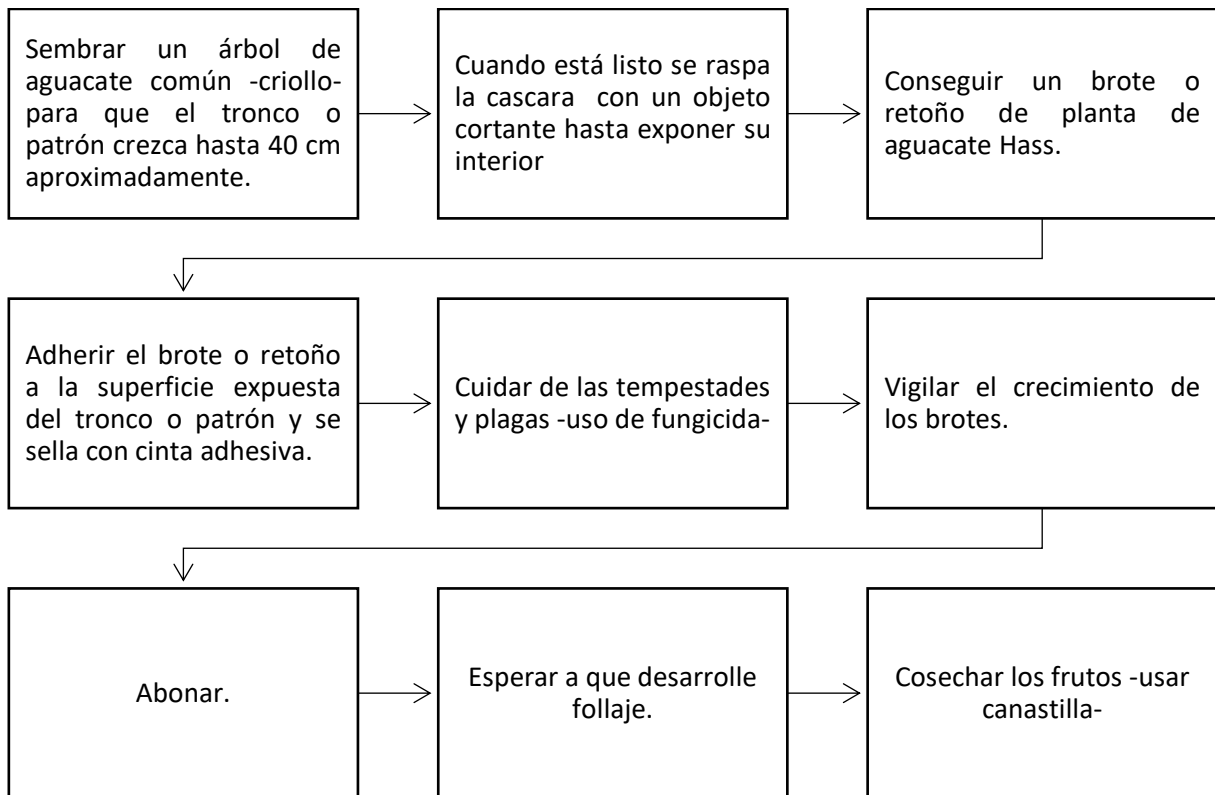 Sembrar un árbol de
aguacate común -criollo-
para que el tronco o
patrón crezca hasta 40 cm
aproximadamente.
Cuando está listo se raspa
la cascara con un objeto
cortante hasta exponer su
interior
Conseguir un brote o
retoño de planta de
aguacate Hass.
Adherir el brote o retoño
a la superficie expuesta
del tronco o patrón y se
sella con cinta adhesiva.
Cuidar de las tempestades
y plagas -uso de fungicida-
Vigilar el crecimiento de
los brotes.
Abonar.
Esperar a que desarrolle
follaje.
Cosechar los frutos -usar
canastilla-